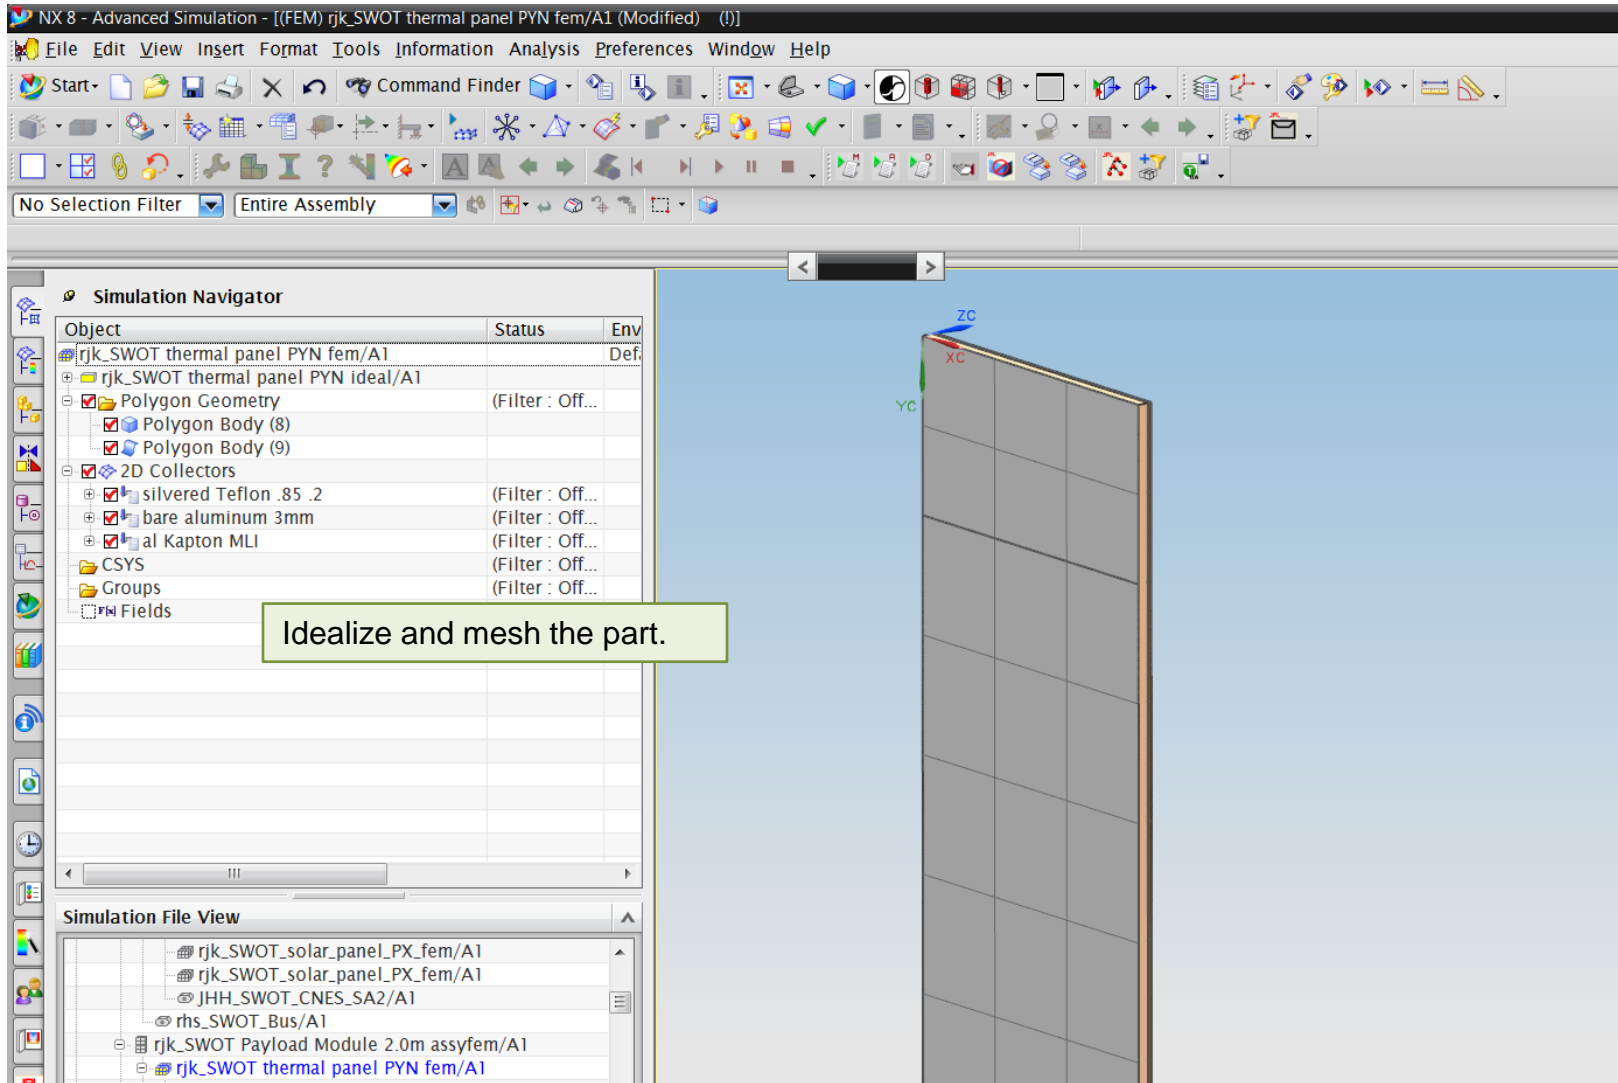 NX 8 - Advanced Simulation - [(FEM) rjk_SWOT thermal panel PYN fem/A1 (Modified) (!)]
File Edit View Insert Format Tools Information Analysis Preferences Window Help
Start Command Finder
No Selection Filter Entire Assembly
Simulation Navigator
Object Status Env
rjk_SWOT thermal panel PYN fem/A1 Defa
rjk_SWOT thermal panel PYN ideal/A1
Polygon Geometry (Filter : Off...
Polygon Body (8)
Polygon Body (9)
2D Collectors
silvered Teflon .85 .2 (Filter : Off...
bare aluminum 3mm (Filter : Off...
al Kapton MLI (Filter : Off...
CSYS (Filter : Off...
Groups (Filter : Off...
Fields
Idealize and mesh the part.
ZC
XC
YC
Simulation File View
rjk_SWOT_solar_panel_PX_fem/A1
rjk_SWOT_solar_panel_PX_fem/A1
JHH_SWOT_CNES_SA2/A1
rhs_SWOT_Bus/A1
rjk_SWOT Payload Module 2.0m assyfem/A1
rjk_SWOT thermal panel PYN fem/A1